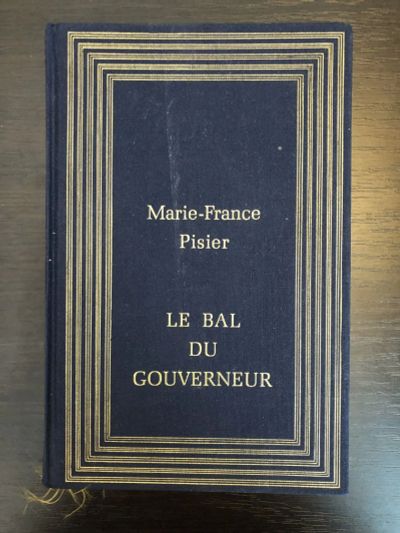 Marie-France
Pisier
LE BAL
DU
GOUVERNEUR